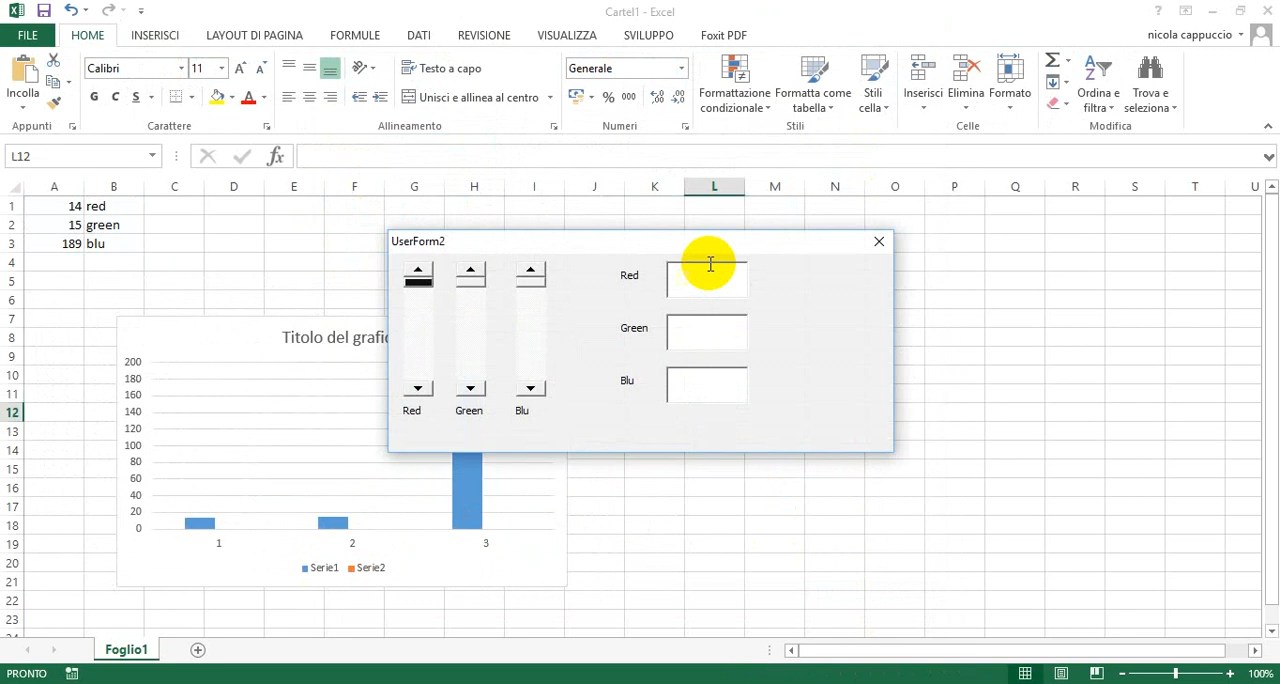 Cartel1 - Excel
?
FILE HOME INSERISCI LAYOUT DI PAGINA FORMULE DATI REVISIONE VISUALIZZA SVILUPPO Foxit PDF nicola cappuccio
Incolla
Calibri 11
G C S
Testo a capo
Unisci e allinea al centro
Generale
% 000
Formattazione condizionale
Formatta come tabella
Stili cella
Inserisci Elimina Formato
Ordina e filtra
Trova e seleziona
Appunti Carattere Allineamento Numeri Stili Celle Modifica
L12 fx
A B C D E F G H I J K L M N O P Q R S T U
1 14 red
2 15 green
3 189 blu
4
5
6
7
8
9
10
11
12
13
14
15
16
17
18
19
20
21
22
23
24
UserForm2
Red Green Blu
Red
Green
Blu
Titolo del grafic
200
180
160
140
120
100
80
60
40
20
0
1 2 3
Serie1 Serie2
Foglio1
PRONTO 100%